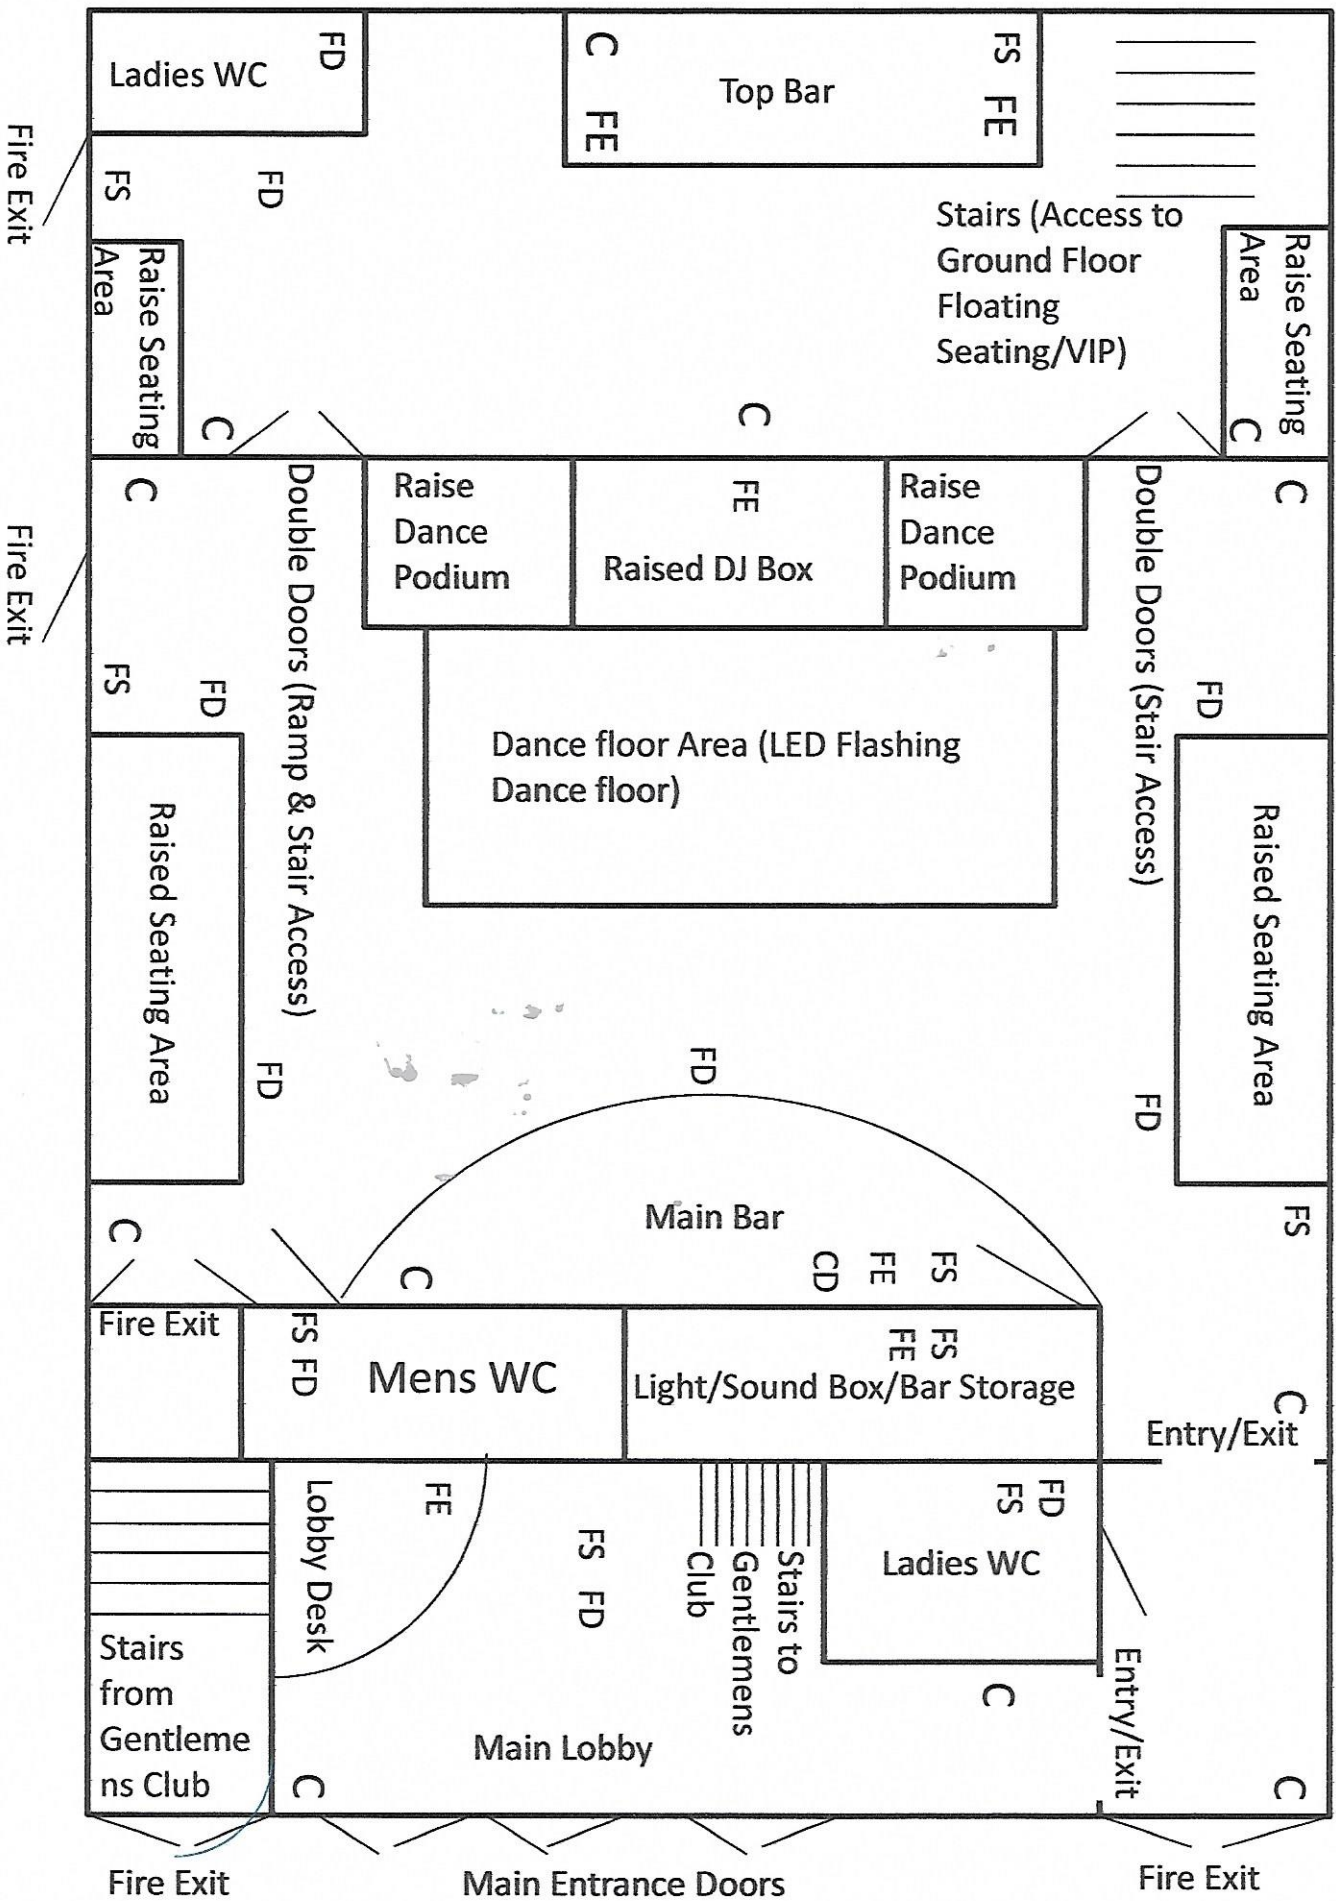 Ladies WC
FD
C
FE
Top Bar
FS
FE
Fire Exit
FS
FD
Stairs (Access to
Ground Floor
Floating
Seating/VIP)
Raise Seating
Area
Raise Seating
Area
C
C
C
C
Double Doors (Ramp & Stair Access)
Raise
Dance
Podium
FE
Raised DJ Box
Raise
Dance
Podium
Double Doors (Stair Access)
C
Fire Exit
FS
FD
FD
Dance floor Area (LED Flashing
Dance floor)
Raised Seating Area
Raised Seating Area
FD
FD
FD
Main Bar
C
C
CD
FE
FS
FS
Fire Exit
FS
FD
Mens WC
FE
FS
Light/Sound Box/Bar Storage
C
Entry/Exit
Lobby Desk
FE
FS
FD
Stairs to
Gentlemens
Club
FS
FD
Ladies WC
Stairs
from
Gentleme
ns Club
C
Main Lobby
C
Entry/Exit
C
Fire Exit
Main Entrance Doors
Fire Exit